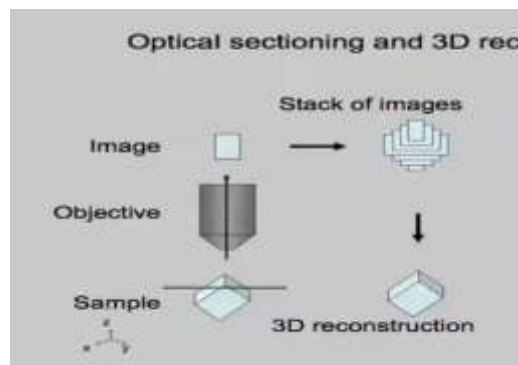 Optical sectioning and 3D rec
Stack of images
Image
Objective
Sample
3D reconstruction
z
x
y